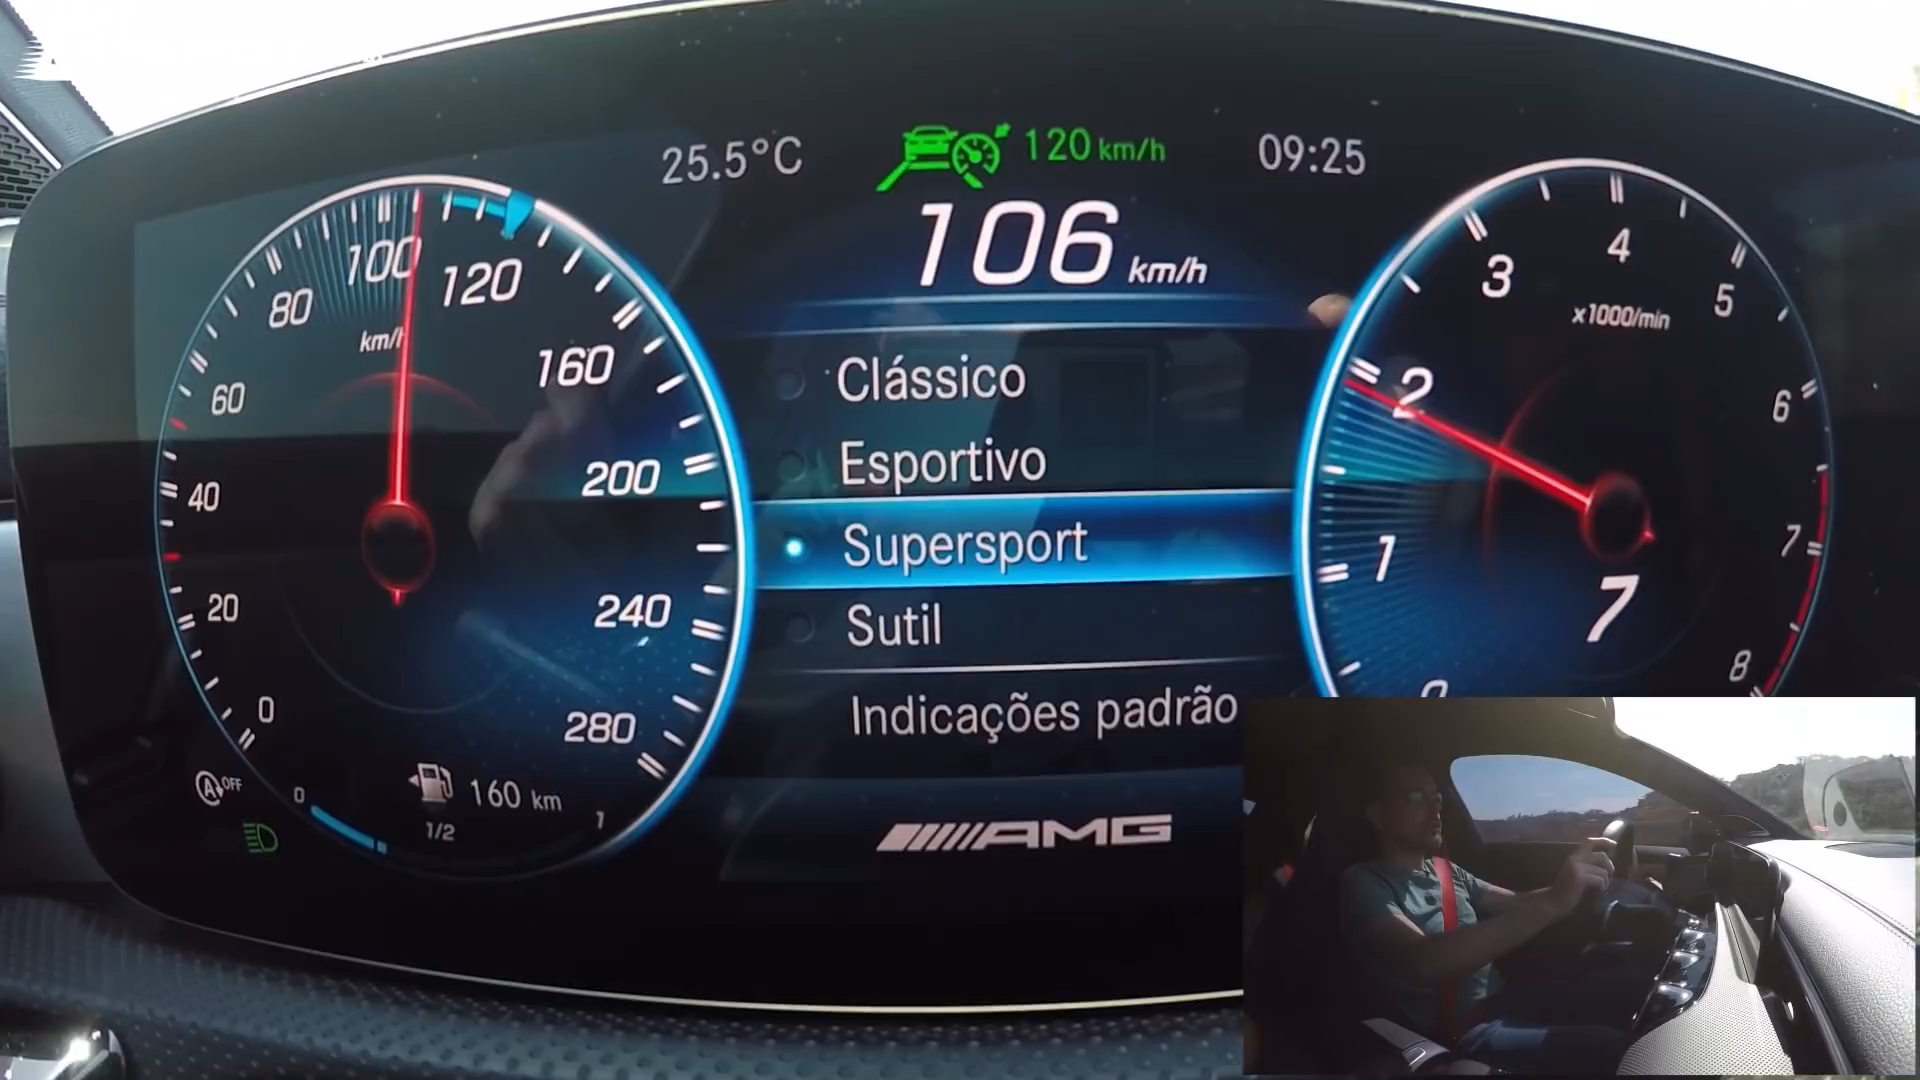 25.5°C
120 km/h
09:25
106 km/h
0
20
40
60
80
100
120
160
200
240
280
km/h
Clássico
Esportivo
Supersport
Sutil
Indicações padrão
AMG
0
1
2
3
4
5
6
7
8
x1000/min
7
A OFF
0
1/2
1
160 km